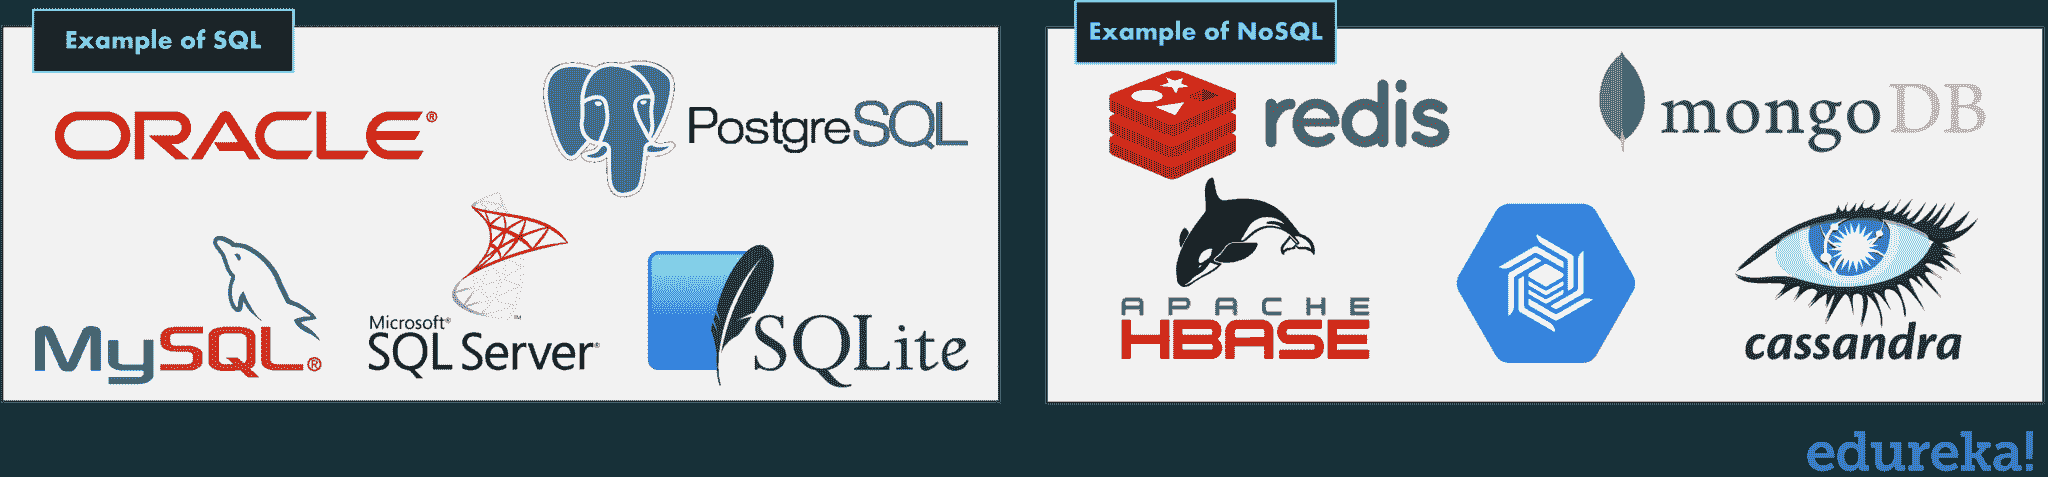 Example of SQL
ORACLE®
PostgreSQL
MySQL®
Microsoft®
SQL Server®
™
SQLite
Example of NoSQL
redis
mongoDB
APACHE
HBASE
cassandra
edureka!